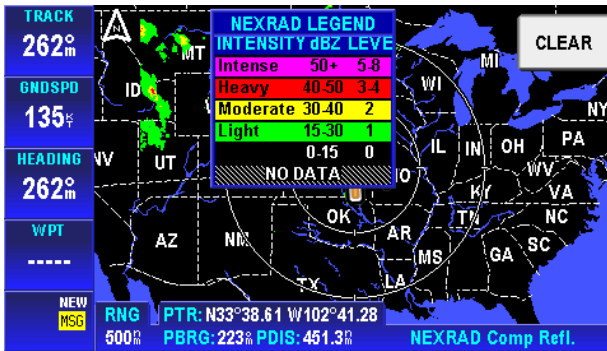 TRACK
262°m
GNDSPD
135kt
HEADING
262°m
WPT
-----
NEW
MSG
NEXRAD LEGEND
INTENSITY dBZ LEVE
Intense 50+ 5-8
Heavy 40-50 3-4
Moderate 30-40 2
Light 15-30 1
0-15 0
NO DATA
CLEAR
MT
MI
ID
WI
NY
NV
UT
IL
IN
OH
PA
WV
KY
VA
OK
TN
NC
AZ
NM
AR
MS
GA
SC
TX
LA
RNG
500
PTR: N33°38.61 W102°41.28
PBRG: 223°m PDIS: 451.3
NEXRAD Comp Refl.